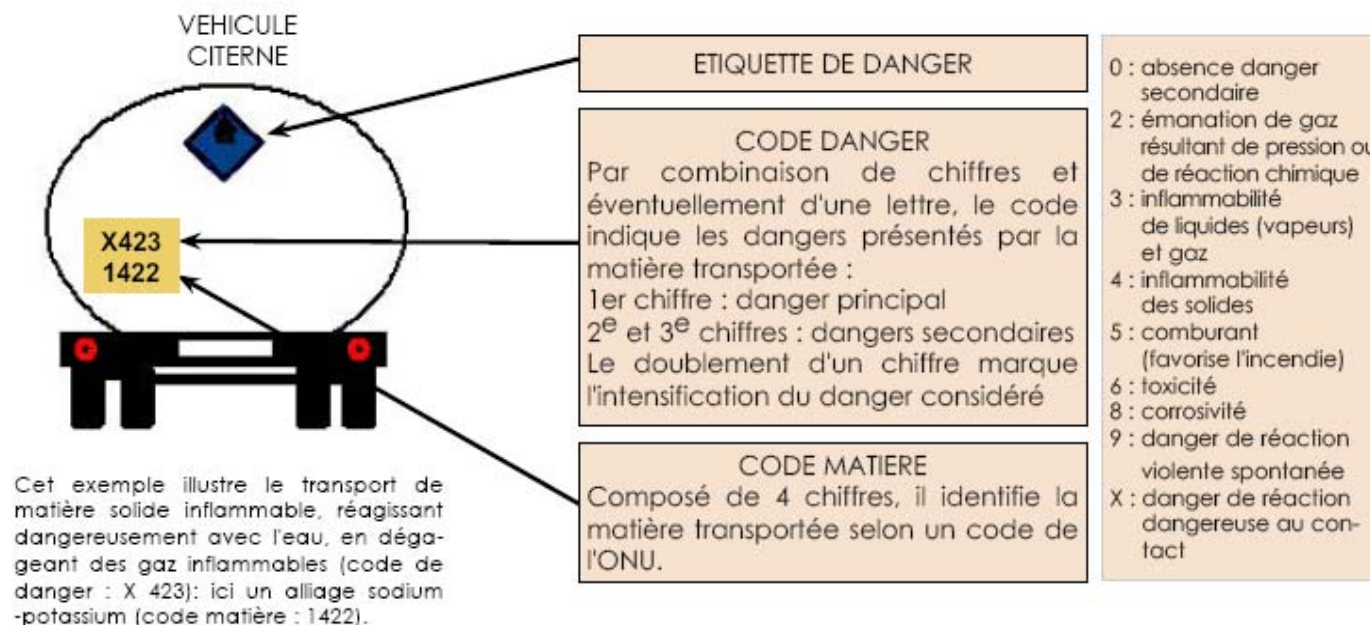 VEHICULE
CITERNE
X423
1422
Cet exemple illustre le transport de
matière solide inflammable, réagissant
dangereusement avec l'eau, en déga-
geant des gaz inflammables (code de
danger : X 423): ici un alliage sodium
-potassium (code matière : 1422).
ETIQUETTE DE DANGER
CODE DANGER
Par combinaison de chiffres et
éventuellement d'une lettre, le code
indique les dangers présentés par la
matière transportée :
1er chiffre : danger principal
2e et 3e chiffres : dangers secondaires
Le doublement d'un chiffre marque
l'intensification du danger considéré
CODE MATIERE
Composé de 4 chiffres, il identifie la
matière transportée selon un code de
l'ONU.
0 : absence danger
secondaire
2 : émanation de gaz
résultant de pression ou
de réaction chimique
3 : inflammabilité
de liquides (vapeurs)
et gaz
4 : inflammabilité
des solides
5 : comburant
(favorise l'incendie)
6 : toxicité
8 : corrosivité
9 : danger de réaction
violente spontanée
X : danger de réaction
dangereuse au con-
tact